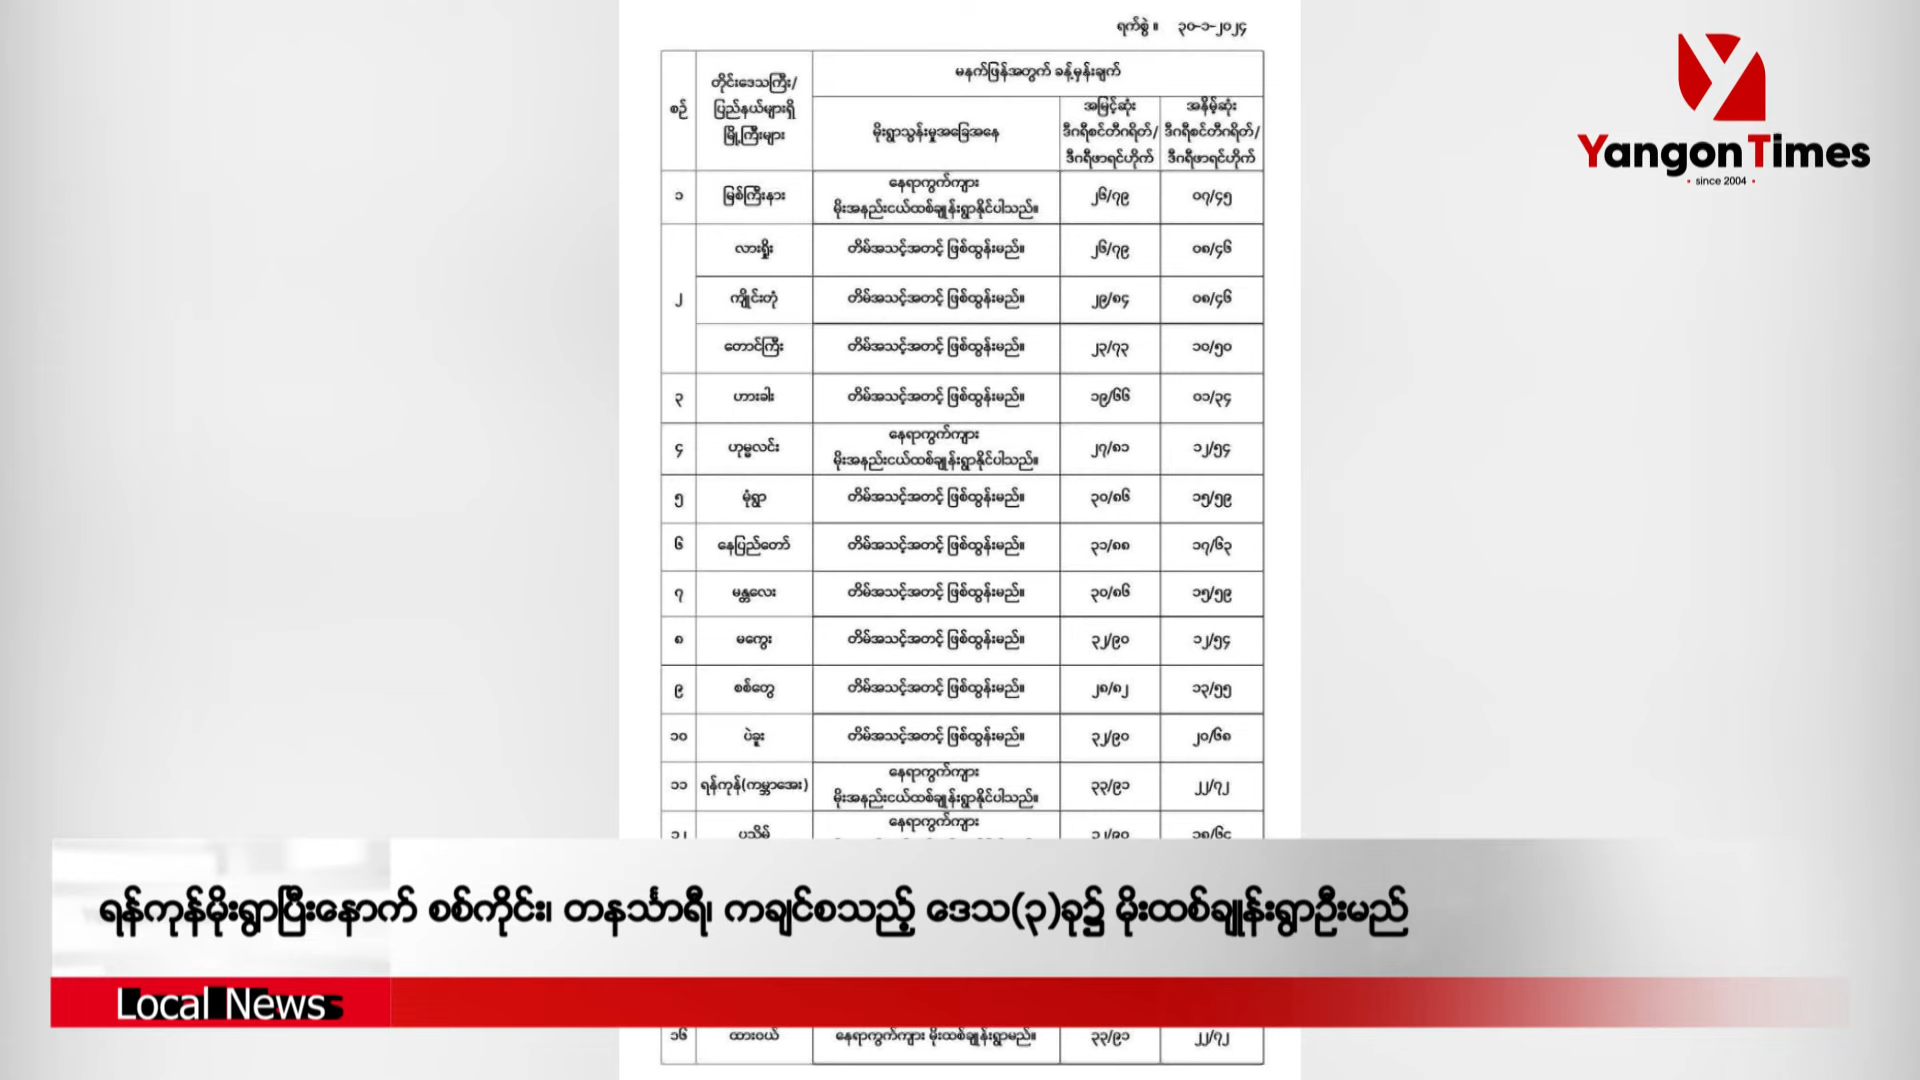 ရက်စွဲ ။ ၃၀-၁-၂၀၂၄
Yangon Times
• since 2004 •
စဉ်
တိုင်းဒေသကြီး/
ပြည်နယ်များရှိ
မြို့ကြီးများ
မနက်ဖြန်အတွက် ခန့်မှန်းချက်
မိုးရွာသွန်းမှုအခြေအနေ
အမြင့်ဆုံး
ဒီဂရီစင်တီဂရိတ်/
ဒီဂရီဖာရင်ဟိုက်
အနိမ့်ဆုံး
ဒီဂရီစင်တီဂရိတ်/
ဒီဂရီဖာရင်ဟိုက်
၁ မြစ်ကြီးနား နေရာကွက်ကျား
မိုးအနည်းငယ်ထစ်ချုန်းရွာနိုင်ပါသည်။ ၂၆/၇၉ ၀၇/၄၅
၂ လားရှိုး တိမ်အသင့်အတင့် ဖြစ်ထွန်းမည်။ ၂၆/၇၉ ၀၈/၄၆
ကျိုင်းတုံ တိမ်အသင့်အတင့် ဖြစ်ထွန်းမည်။ ၂၉/၈၄ ၀၈/၄၆
တောင်ကြီး တိမ်အသင့်အတင့် ဖြစ်ထွန်းမည်။ ၂၃/၇၃ ၁၀/၅၀
၃ ဟားခါး တိမ်အသင့်အတင့် ဖြစ်ထွန်းမည်။ ၁၉/၆၆ ၀၁/၃၄
၄ ဟုမ္မလင်း နေရာကွက်ကျား
မိုးအနည်းငယ်ထစ်ချုန်းရွာနိုင်ပါသည်။ ၂၇/၈၁ ၁၂/၅၄
၅ မုံရွာ တိမ်အသင့်အတင့် ဖြစ်ထွန်းမည်။ ၃၀/၈၆ ၁၅/၅၉
၆ နေပြည်တော် တိမ်အသင့်အတင့် ဖြစ်ထွန်းမည်။ ၃၁/၈၈ ၁၇/၆၃
၇ မန္တလေး တိမ်အသင့်အတင့် ဖြစ်ထွန်းမည်။ ၃၀/၈၆ ၁၅/၅၉
၈ မကွေး တိမ်အသင့်အတင့် ဖြစ်ထွန်းမည်။ ၃၂/၉၀ ၁၂/၅၄
၉ စစ်တွေ တိမ်အသင့်အတင့် ဖြစ်ထွန်းမည်။ ၂၈/၈၂ ၁၃/၅၅
၁၀ ပဲခူး တိမ်အသင့်အတင့် ဖြစ်ထွန်းမည်။ ၃၂/၉၀ ၂၀/၆၈
၁၁ ရန်ကုန်(ကမ္ဘာအေး) နေရာကွက်ကျား
မိုးအနည်းငယ်ထစ်ချုန်းရွာနိုင်ပါသည်။ ၃၃/၉၁ ၂၂/၇၂
၁၂ ပုသိမ် နေရာကွက်ကျား ၃၂/၉၀ ၁၈/၆၄
ရန်ကုန်မိုးရွာပြီးနောက် စစ်ကိုင်း၊ တနင်္သာရီ၊ ကချင်စသည့် ဒေသ(၃)ခု၌ မိုးထစ်ချုန်းရွာဦးမည်
Local News
၁၆ ထားဝယ် နေရာကွက်ကျား မိုးထစ်ချုန်းရွာမည်။ ၃၃/၉၁ ၂၂/၇၂